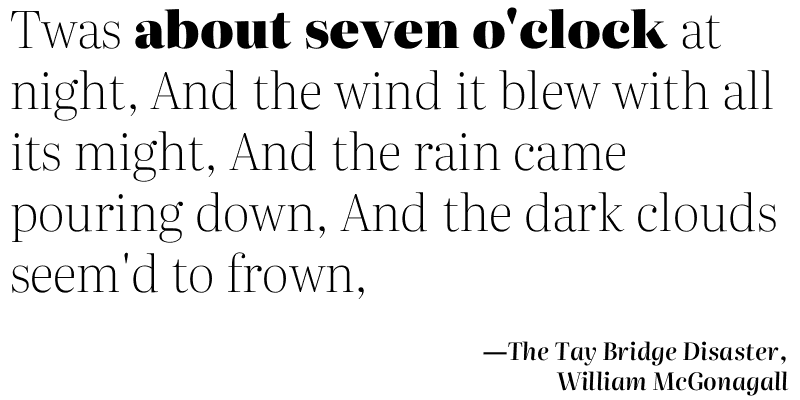 Twas about seven o'clock at
night, And the wind it blew with all
its might, And the rain came
pouring down, And the dark clouds
seem'd to frown,
—The Tay Bridge Disaster,
William McGonagall